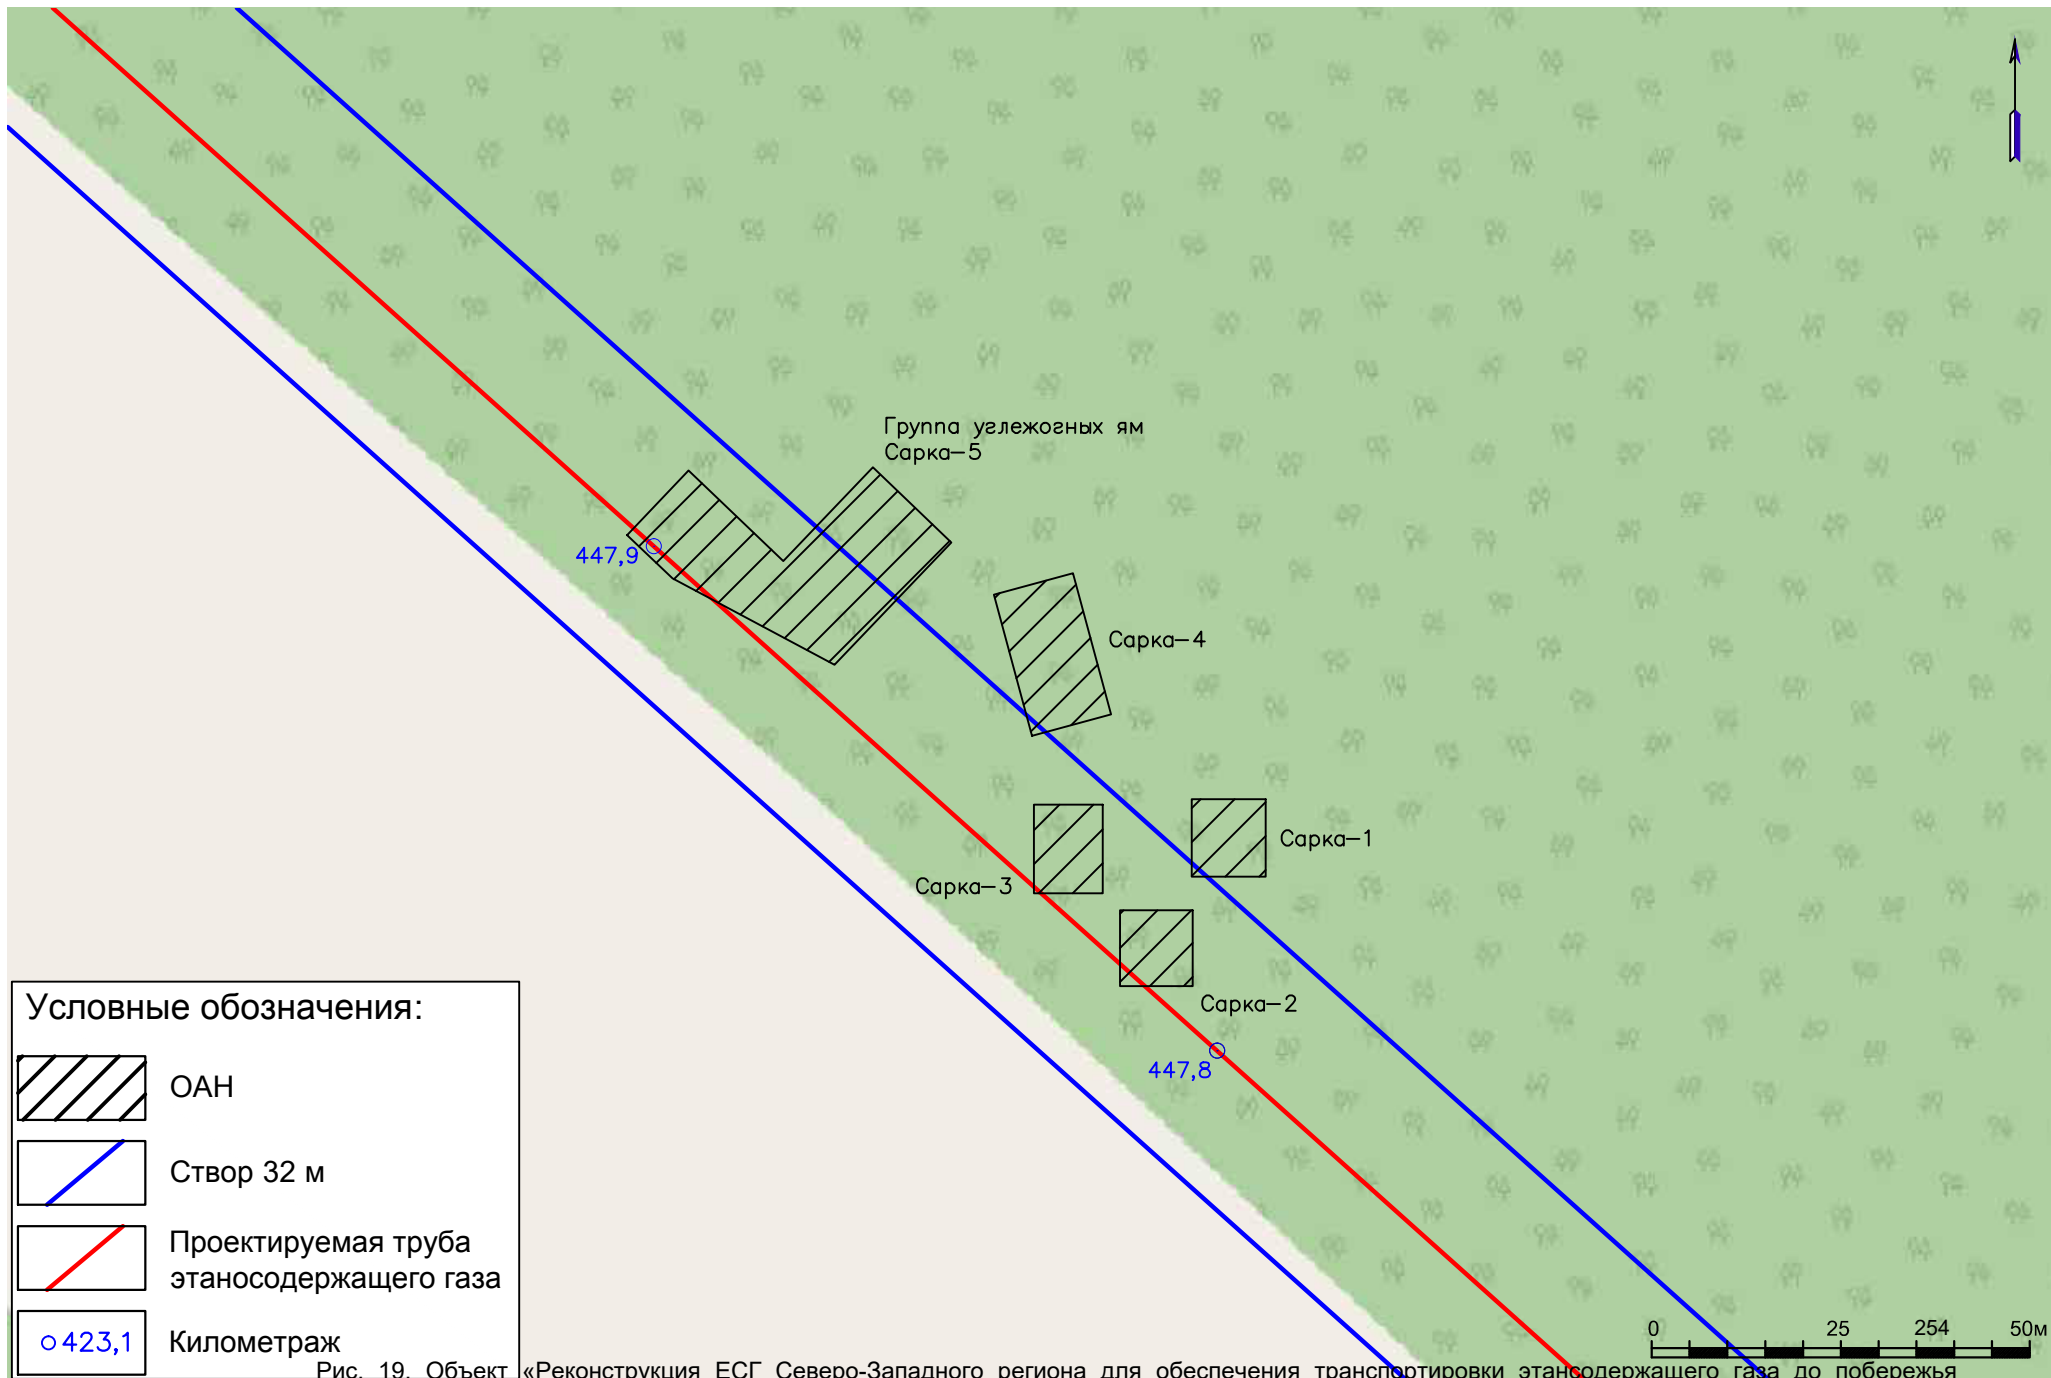 Группа углежогных ям
Сарка-5
447,9
Сарка-4
Сарка-1
Сарка-3
Сарка-2
447,8
Условные обозначения:
ОАН
Створ 32 м
Проектируемая труба
этаносодержащего газа
423,1 Километраж
0 25 254 50м
Рис. 19. Объект «Реконструкция ЕСГ Северо-Западного региона для обеспечения транспортировки этансодержащего газа до побережья